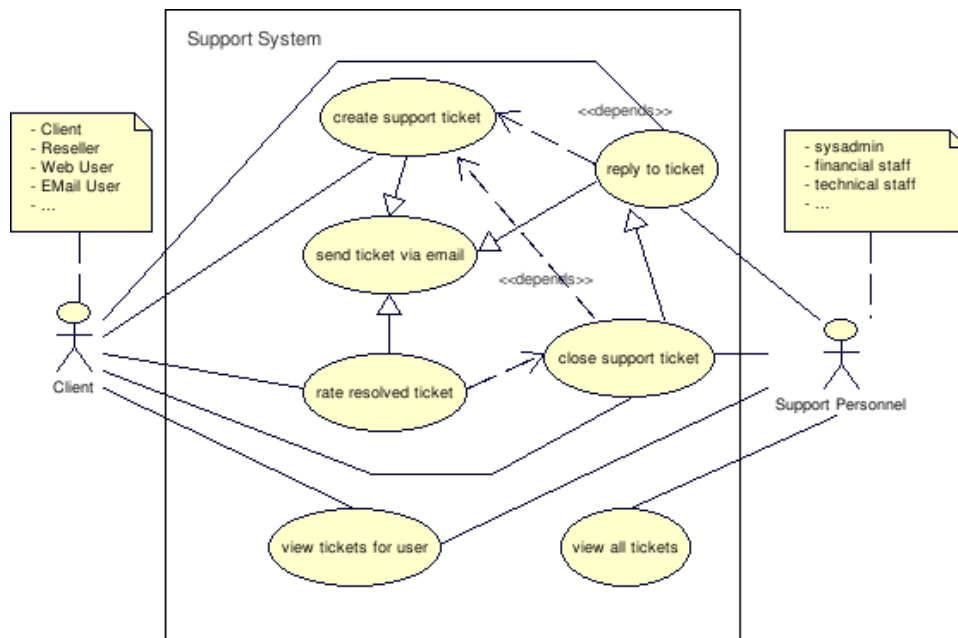 Support System
create support ticket
<<depends>>
- Client
- Reseller
- Web User
- EMail User
- ...
- sysadmin
- financial staff
- technical staff
- ...
reply to ticket
send ticket via email
<<depends>>
close support ticket
rate resolved ticket
Client
Support Personnel
view tickets for user
view all tickets